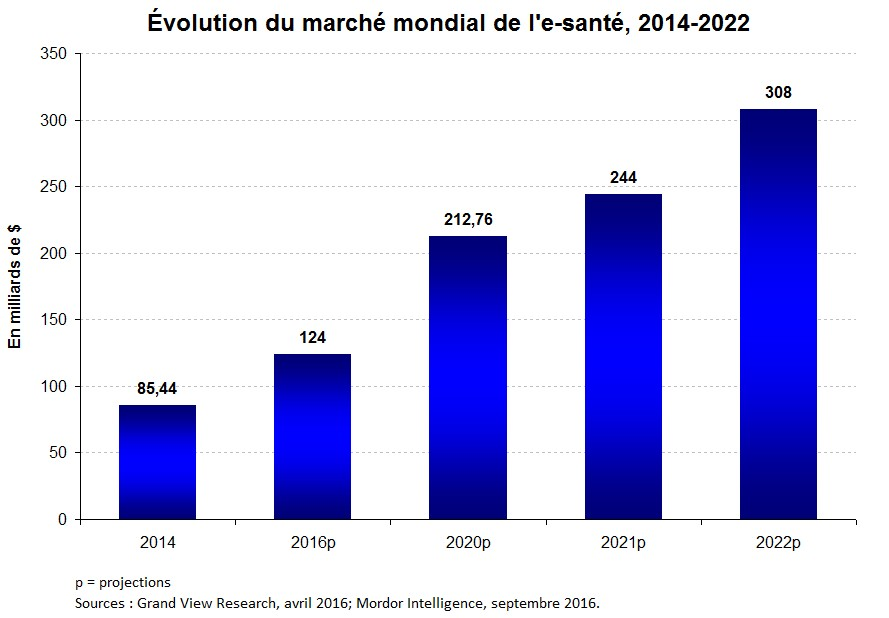 Évolution du marché mondial de l'e-santé, 2014-2022
En milliards de $
350
300
250
200
150
100
50
0
85,44
124
212,76
244
308
2014
2016p
2020p
2021p
2022p
p = projections
Sources : Grand View Research, avril 2016; Mordor Intelligence, septembre 2016.